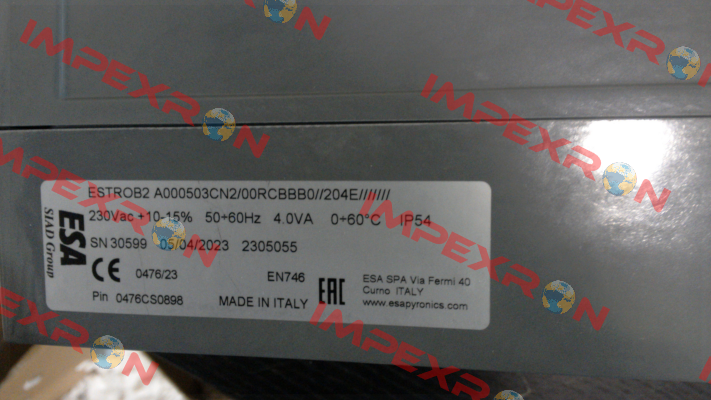 IMPEXRON
IMPEXRON
IMPEXRON
IMPEXRON
IMPEXRON
ESTROB2 A000503CN2/00RCBBB0//204E///////
230Vac +10-15% 50÷60Hz 4.0VA 0÷60°C IP54
SN 30599 05/04/2023 2305055
ESA
SIAD Group
CE 0476/23 EN746 EAC ESA SPA Via Fermi 40
Curno ITALY
Pin 0476CS0898 MADE IN ITALY www.esapyronics.com
IMPEXRON
IMPEXRON